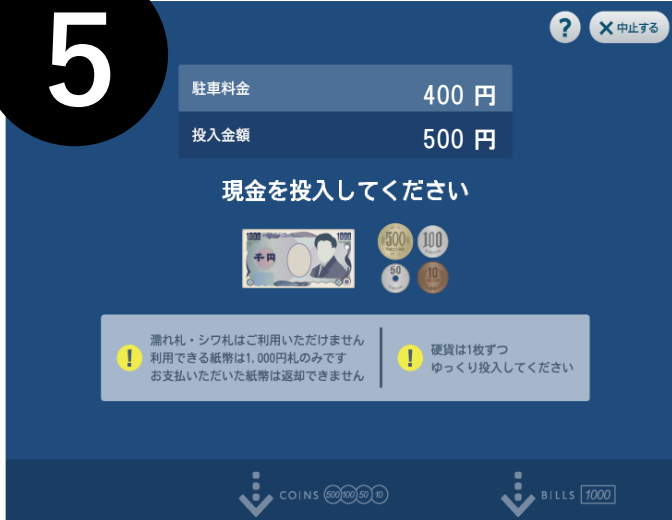 5
? ×中止する
駐車料金 400 円
投入金額 500 円
現金を投入してください
1000 1000
千円
500 100
50 10
! 濡れ札・シワ札はご利用いただけません
利用できる紙幣は1,000円札のみです
お支払いただいた紙幣は返却できません
! 硬貨は1枚ずつ
ゆっくり投入してください
COINS 500 100 50 10
BILLS 1000